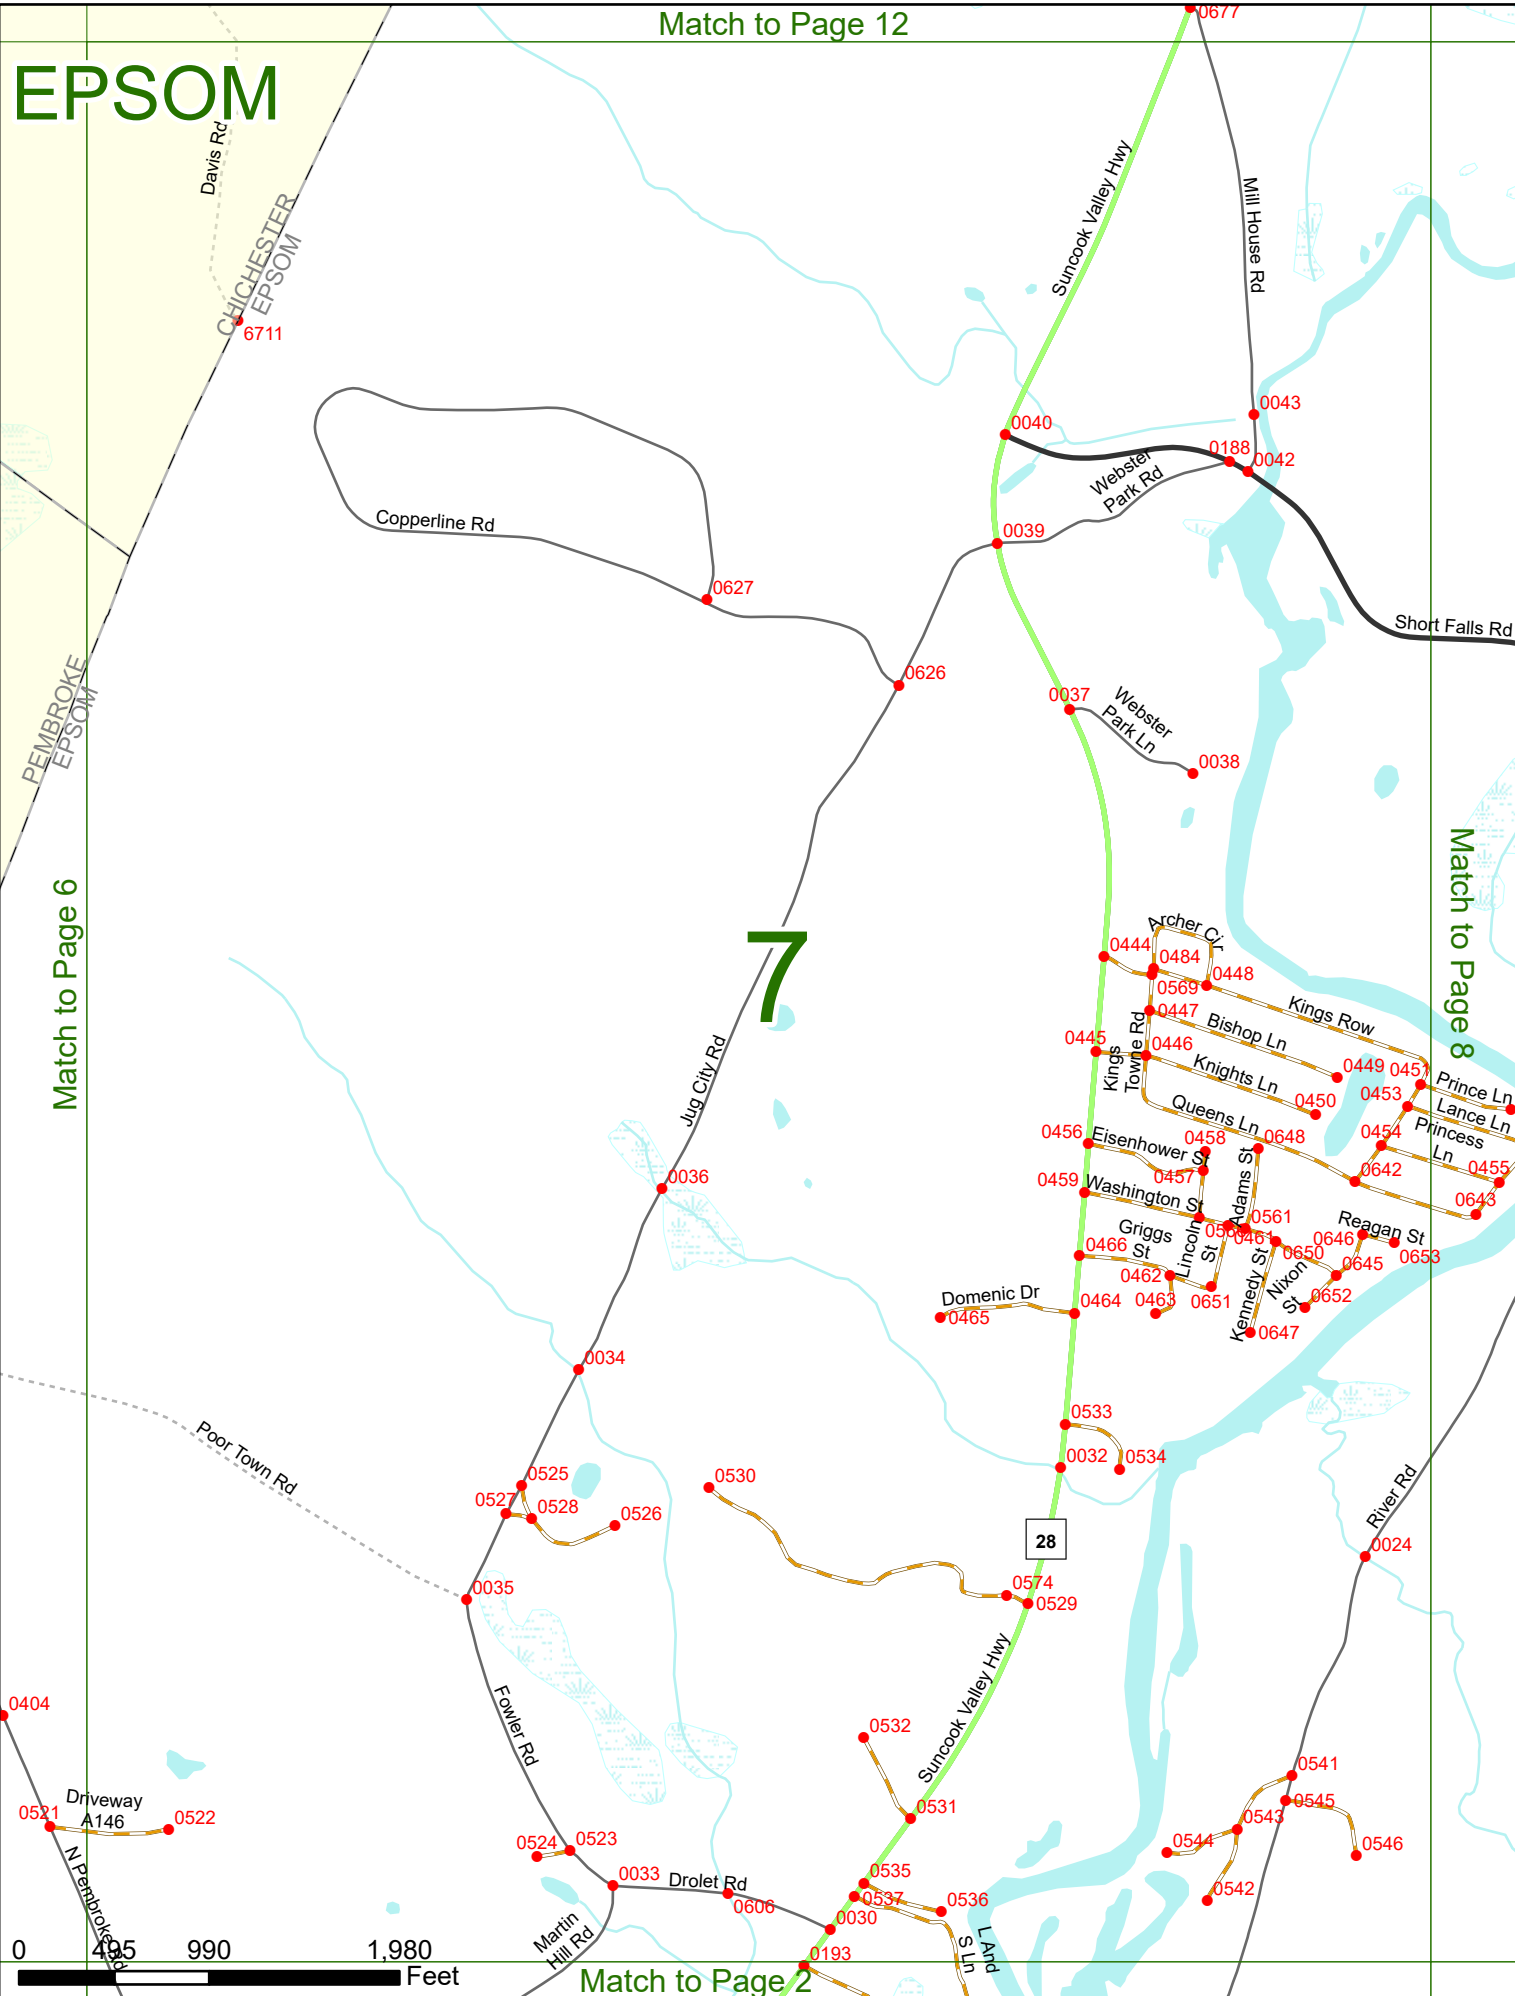 Match to Page 12
0677
EPSOM
Davis Rd
Suncook Valley Hwy
Mill House Rd
CHICHESTER
EPSOM
6711
0043
0040
0188
0042
Webster
Park Rd
Copperline Rd
0039
0627
Short Falls Rd
0626
0037
Webster
Park Ln
PEMBROKE
EPSOM
0038
Match to Page 6
Match to Page 8
7
Archer Cir
0444
0484
0448
0569
Kings Row
0447
Bishop Ln
0445
0446
Kings
Towne Rd
Knights Ln
0449
0451
Prince Ln
0450
0453
Lance Ln
Jug City Rd
Queens Ln
Princess
Ln
0456
Eisenhower St
0458
0648
0454
0457
0642
0455
0036
0459
Washington St
Adams St
0643
0561
0461
Griggs
St
Lincoln
St
0466
0646
Reagan St
0653
0650
0462
0645
Kennedy St
Nixon
St
0652
Domenic Dr
0465
0464
0463
0651
0647
0034
0533
Poor Town Rd
0032
0534
0525
0530
0527
0528
0526
River Rd
28
0024
0035
0574
0529
Suncook Valley Hwy
0404
Fowler Rd
0532
0541
Driveway
A146
0521
0522
0531
0545
0543
0544
0546
0524
0523
0033
Drolet Rd
0535
0606
0537
0536
0542
N Pembroke Rd
Martin
Hill Rd
0030
L And
S Ln
0193
0 495 990 1,980
Feet
Match to Page 2